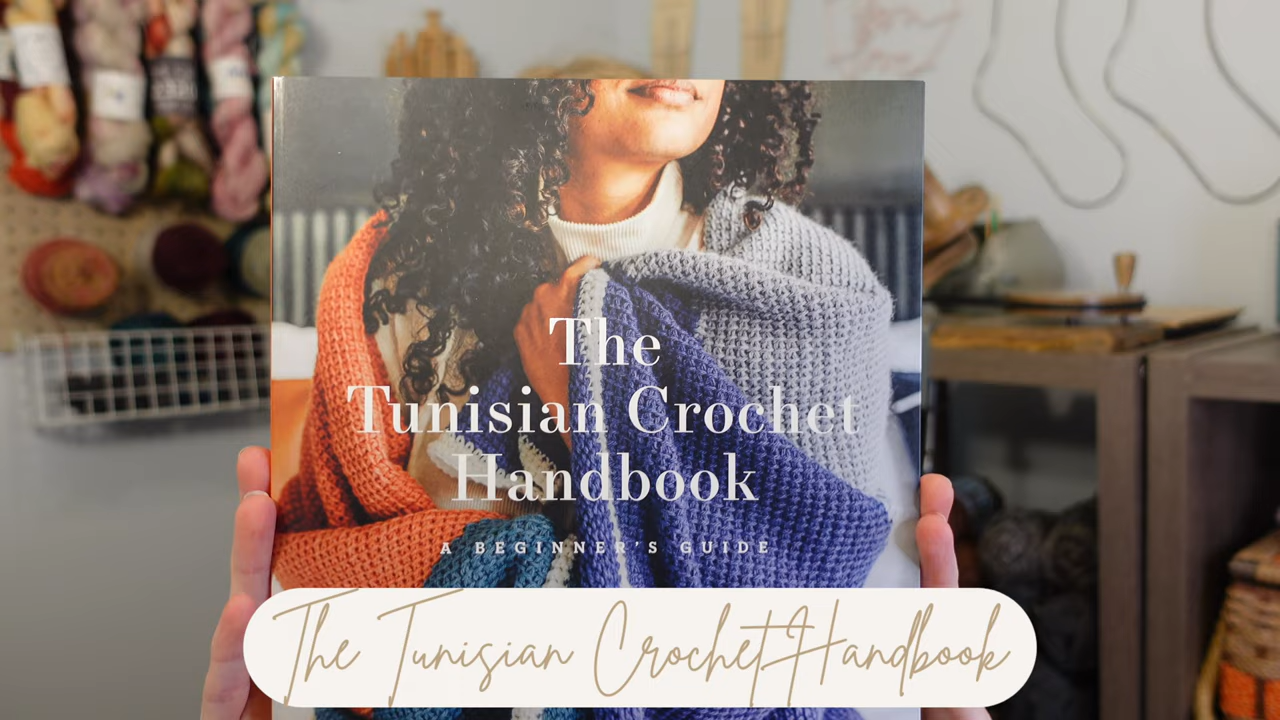 The
Tunisian Crochet
Handbook
A BEGINNER'S GUIDE
The Tunisian Crochet Handbook